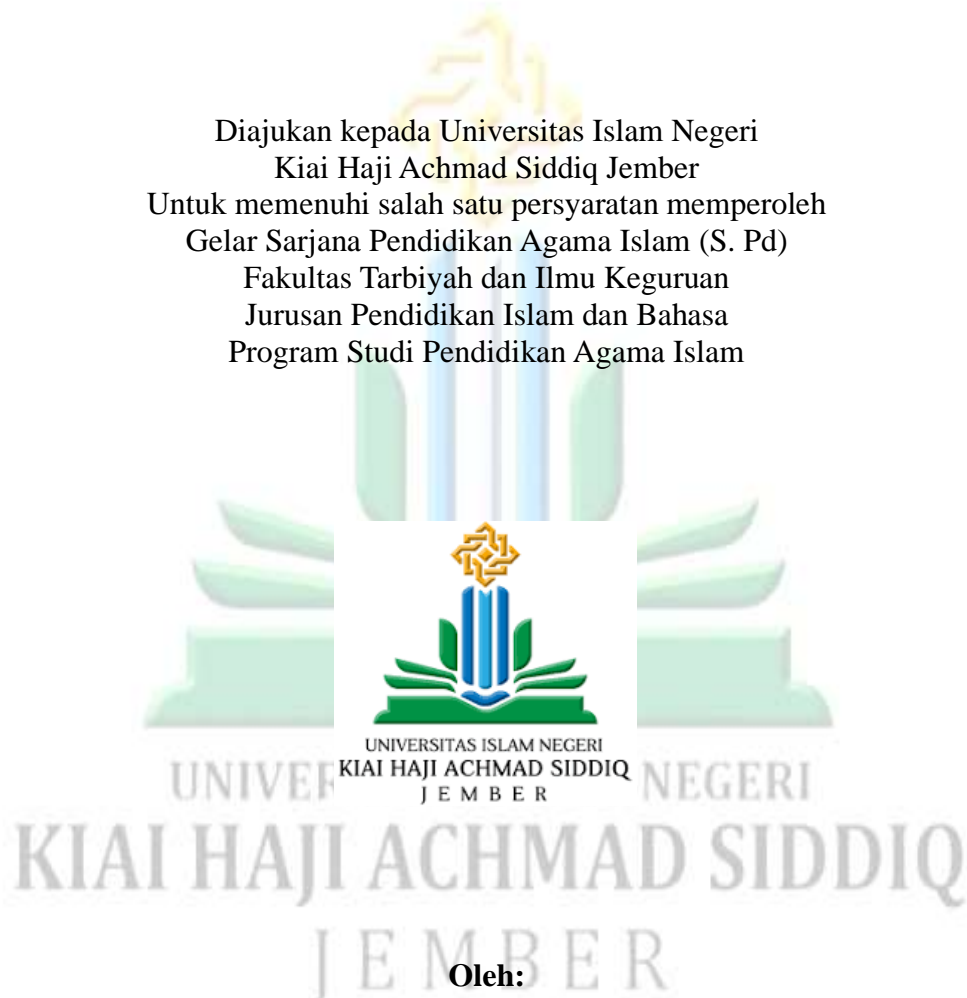 Diajukan kepada Universitas Islam Negeri
Kiai Haji Achmad Siddiq Jember
Untuk memenuhi salah satu persyaratan memperoleh
Gelar Sarjana Pendidikan Agama Islam (S. Pd)
Fakultas Tarbiyah dan Ilmu Keguruan
Jurusan Pendidikan Islam dan Bahasa
Program Studi Pendidikan Agama Islam
UNIVERSITAS ISLAM NEGERI
KIAI HAJI ACHMAD SIDDIQ
JEMBER
UNIVER NEGERI
KIAI HAJI ACHMAD SIDDIQ
JEMBER
Oleh: